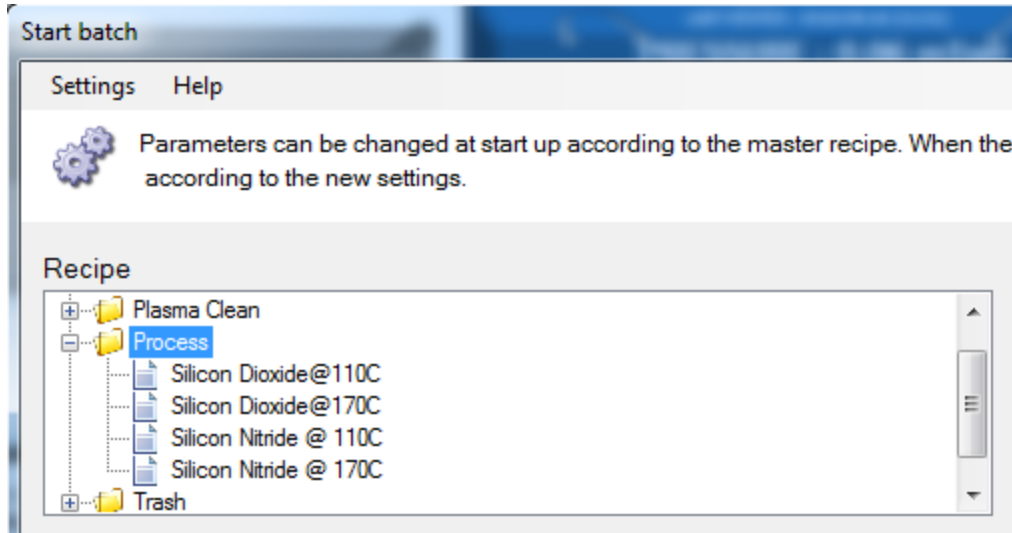 Start batch
Settings Help
Parameters can be changed at start up according to the master recipe. When the
according to the new settings.
Recipe
Plasma Clean
Process
Silicon Dioxide@110C
Silicon Dioxide@170C
Silicon Nitride @ 110C
Silicon Nitride @ 170C
Trash